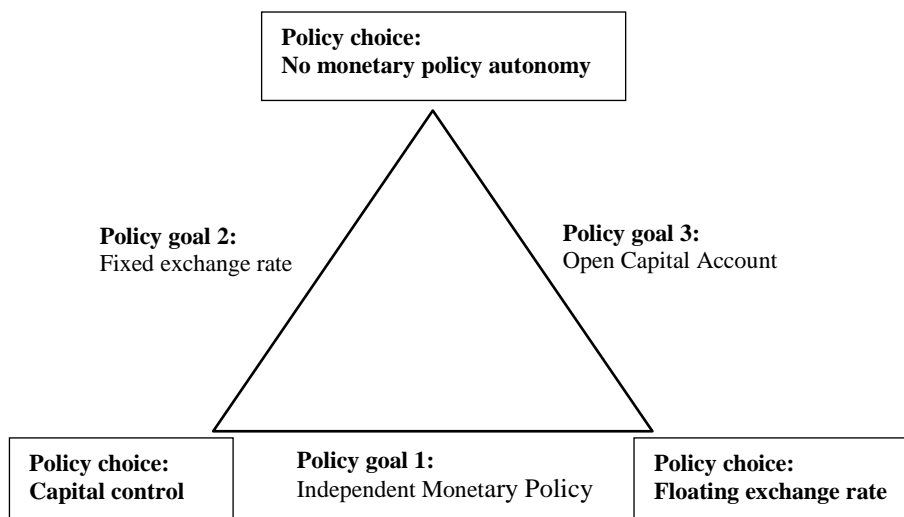 Policy choice:
No monetary policy autonomy
Policy goal 2:
Fixed exchange rate
Policy goal 3:
Open Capital Account
Policy choice:
Capital control
Policy goal 1:
Independent Monetary Policy
Policy choice:
Floating exchange rate